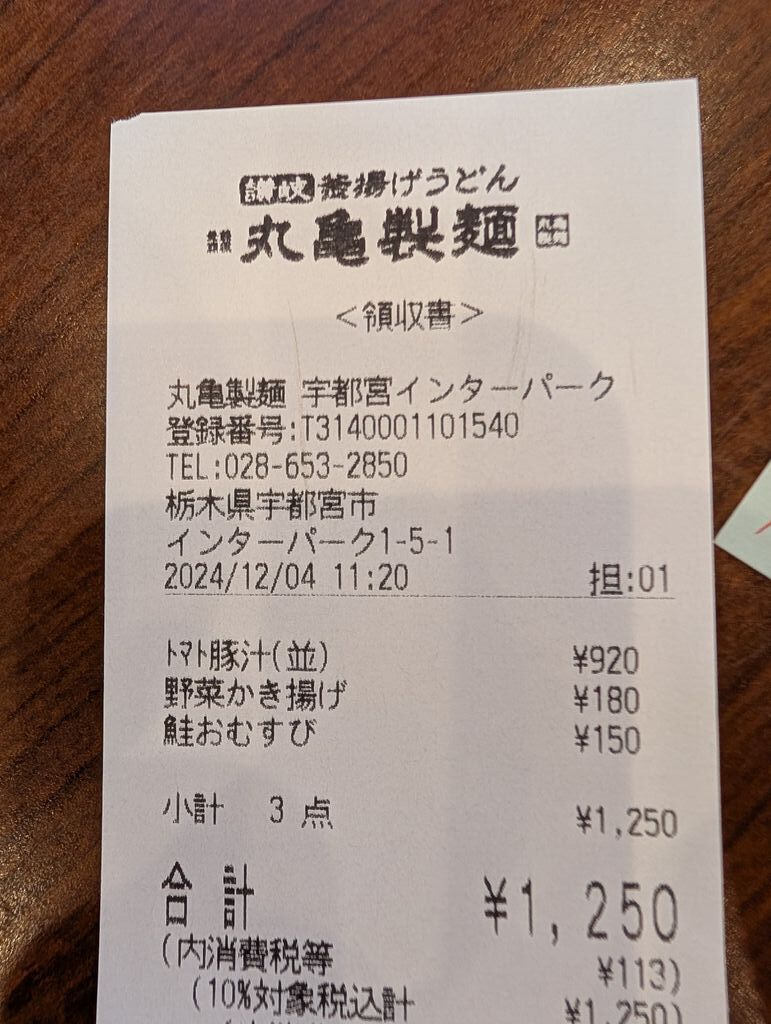 讃岐 釜揚げうどん
丸亀製麺
<領収書>
丸亀製麺 宇都宮インターパーク
登録番号:T3140001101540
TEL:028-653-2850
栃木県宇都宮市
インターパーク1-5-1
2024/12/04 11:20 担:01
ﾄﾏﾄ豚汁(並) ¥920
野菜かき揚げ ¥180
鮭おむすび ¥150
小計 3 点 ¥1,250
合計 ¥1,250
(内消費税等 ¥113)
(10%対象税込計 ¥1,250)